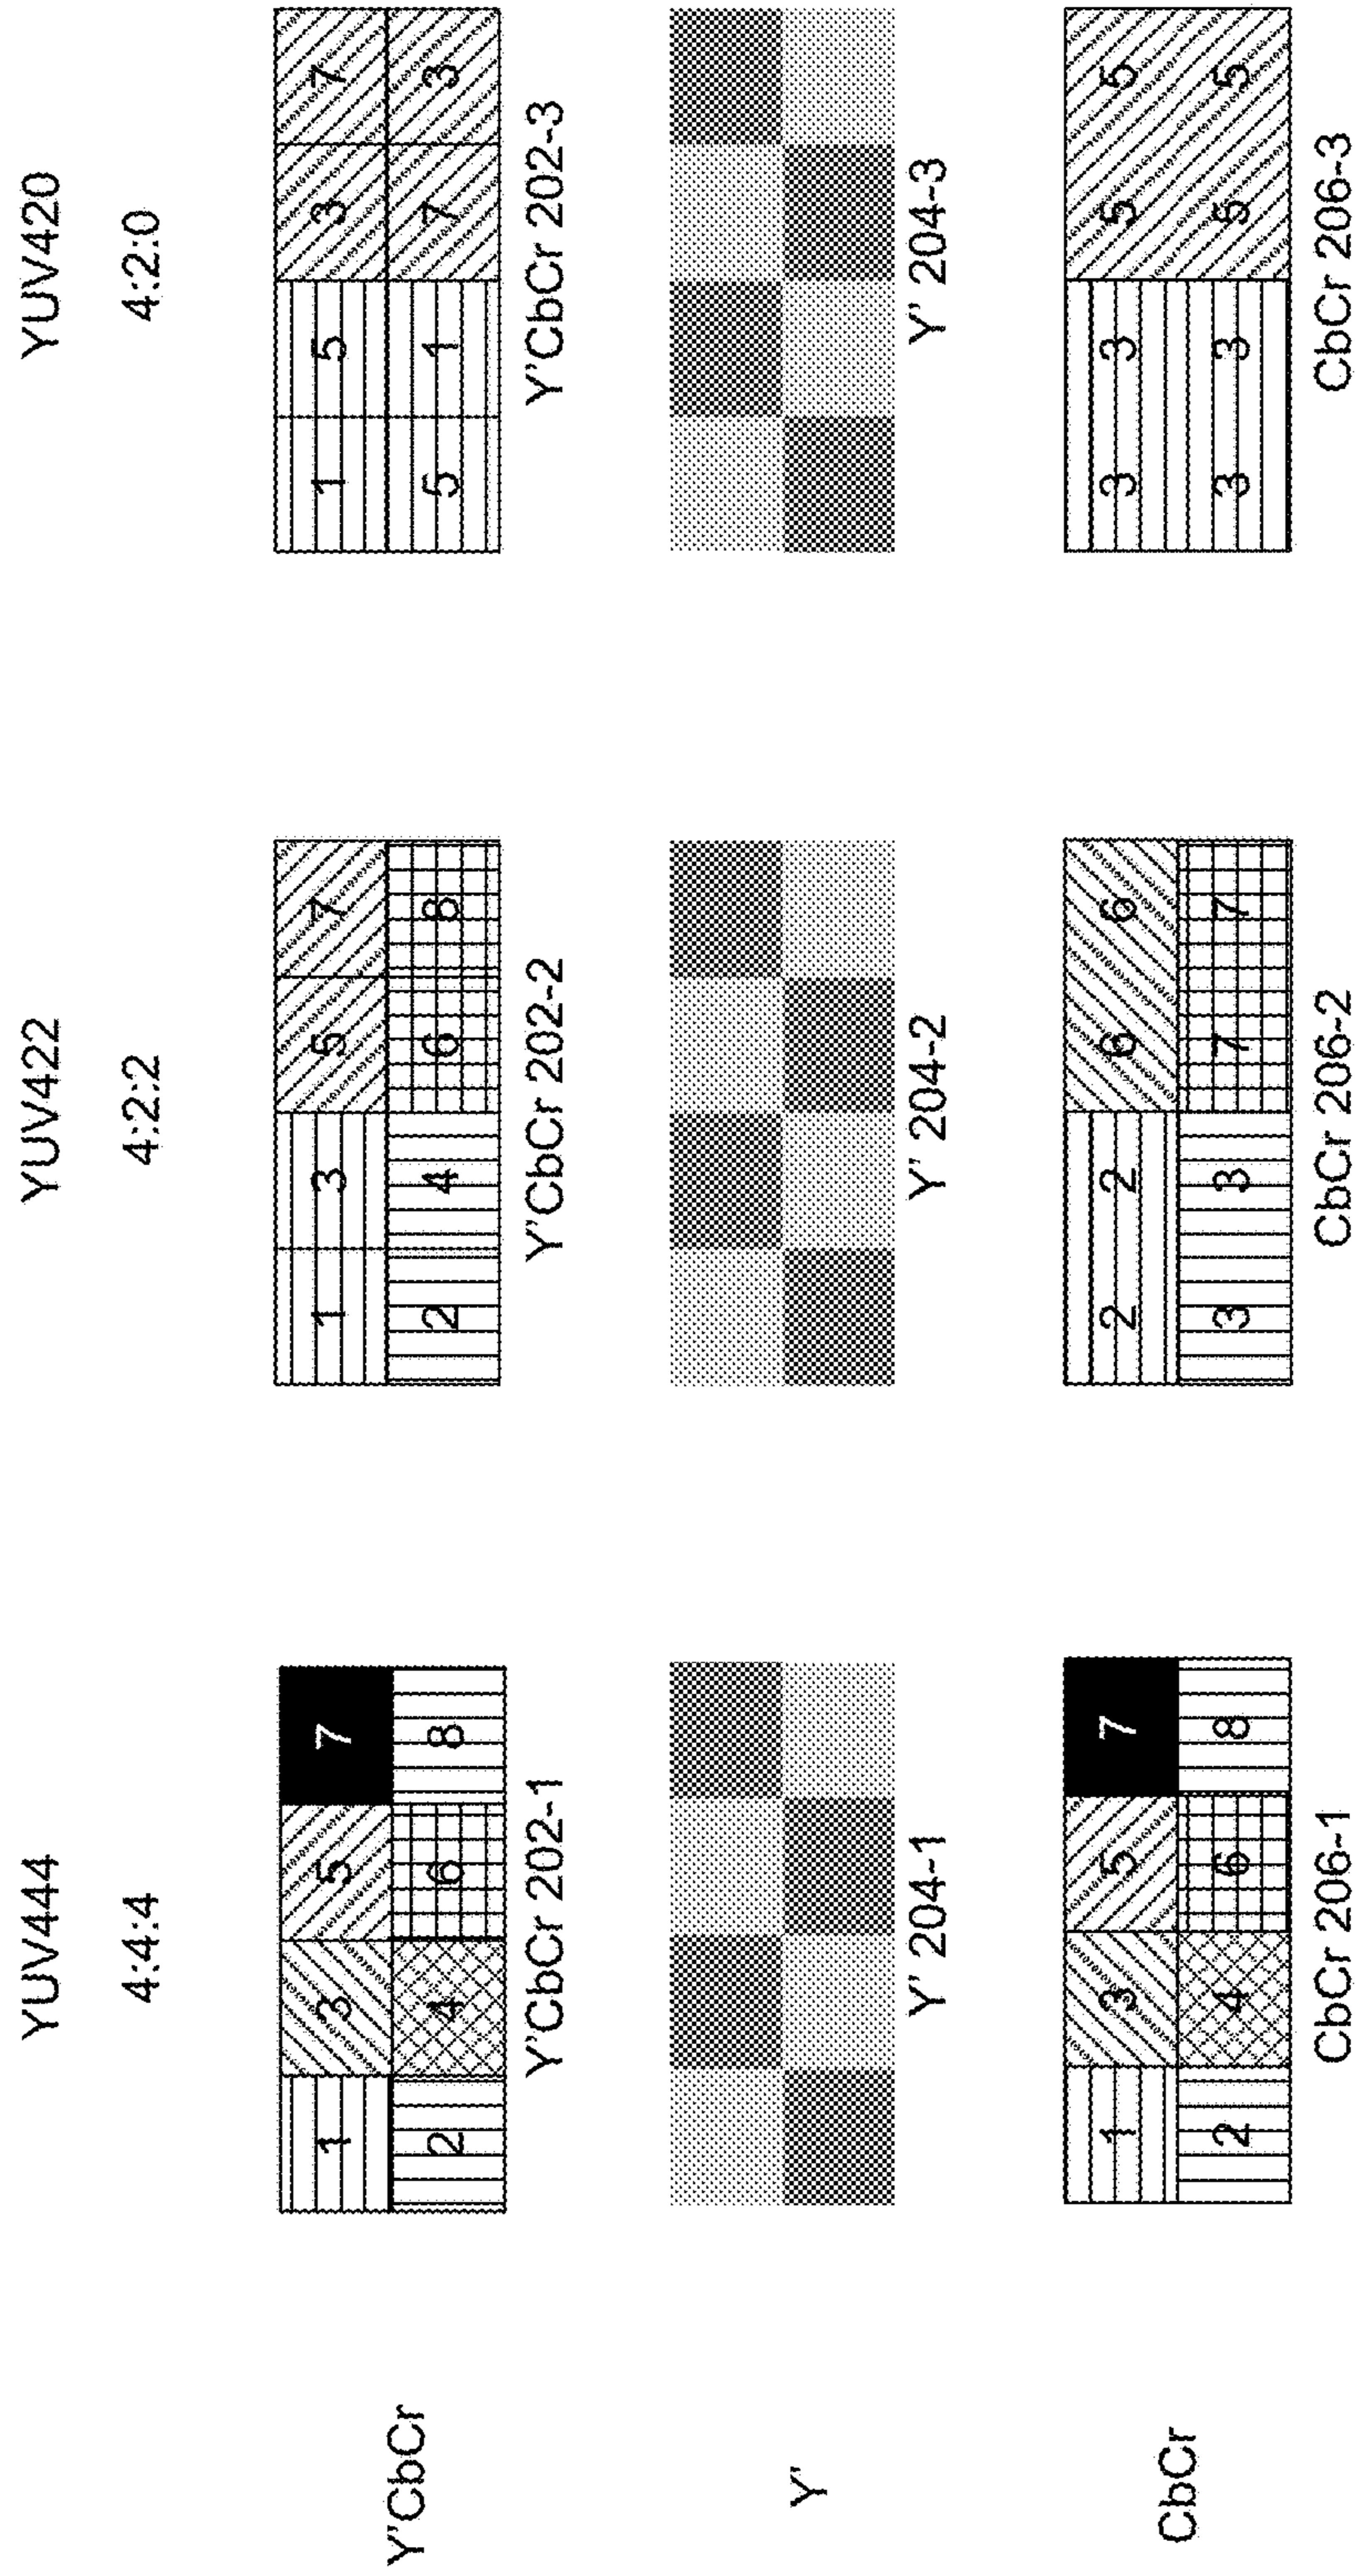 YUV444 YUV422 YUV420
4:4:4 4:2:2 4:2:0
Y'CbCr
1 3 5 7 1 3 5 7 1 5 3 7
2 4 6 8 2 4 6 8 5 1 7 3
Y'CbCr 202-1 Y'CbCr 202-2 Y'CbCr 202-3
Y'
Y' 204-1 Y' 204-2 Y' 204-3
CbCr
1 3 5 7 2 2 6 6 3 3 5 5
2 4 6 8 3 3 7 7 3 3 5 5
CbCr 206-1 CbCr 206-2 CbCr 206-3